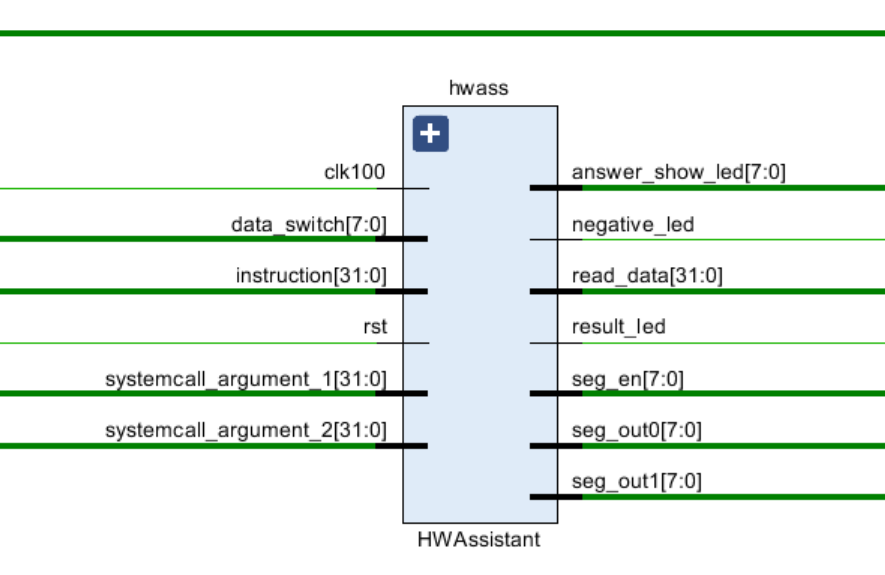 hwass
clk100
data_switch[7:0]
instruction[31:0]
rst
systemcall_argument_1[31:0]
systemcall_argument_2[31:0]
answer_show_led[7:0]
negative_led
read_data[31:0]
result_led
seg_en[7:0]
seg_out0[7:0]
seg_out1[7:0]
HWAssistant